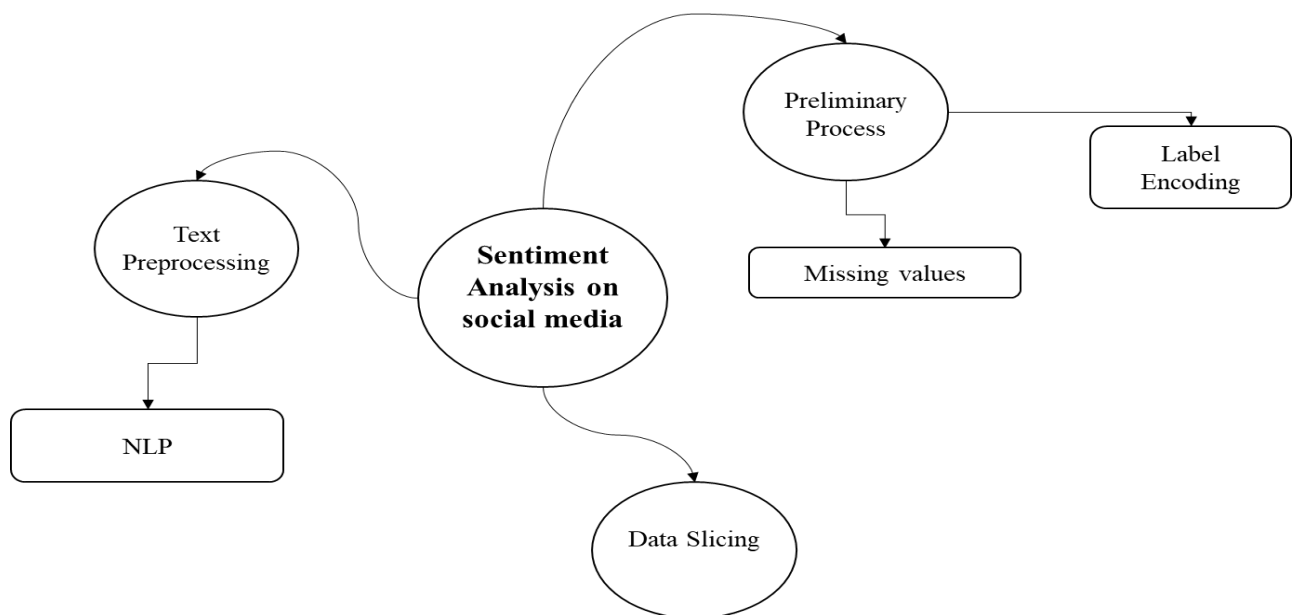 Preliminary
Process
Label
Encoding
Text
Preprocessing
Sentiment
Analysis on
social media
Missing values
NLP
Data Slicing